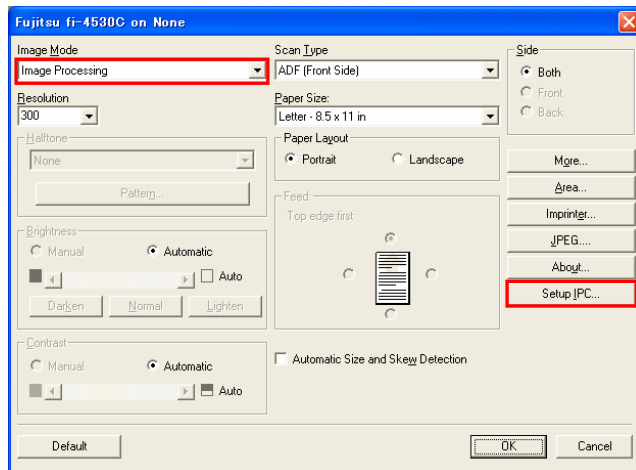 Fujitsu fi-4530C on None
Image Mode
Image Processing
Scan Type
ADF (Front Side)
Side
Both
Front
Back
Resolution
300
Paper Size:
Letter - 8.5 x 11 in
Halftone
None
Pattern...
Paper Layout
Portrait
Landscape
More...
Area...
Imprinter...
JPEG....
About...
Setup IPC...
Feed:
Top edge first
Brightness
Manual
Automatic
Auto
Darken
Normal
Lighten
Contrast
Manual
Automatic
Auto
Automatic Size and Skew Detection
Default
OK
Cancel